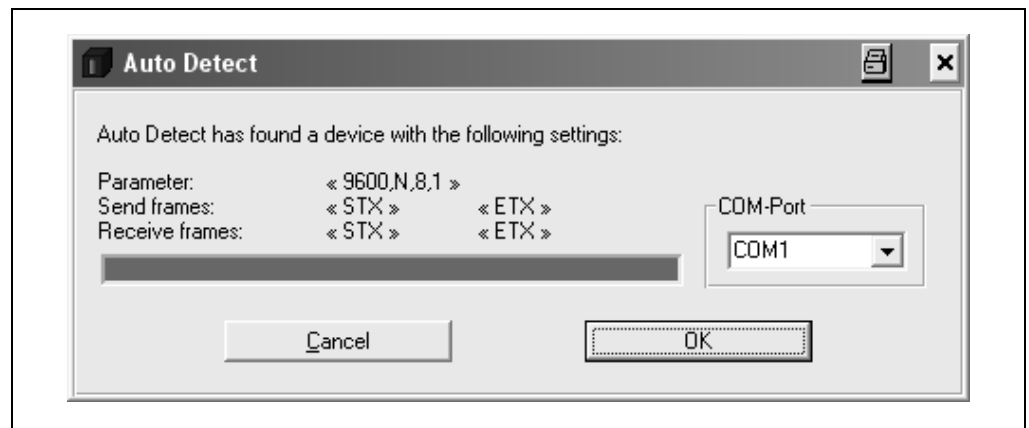 Auto Detect
Auto Detect has found a device with the following settings:
Parameter: « 9600,N,8,1 »
Send frames: « STX » « ETX »
Receive frames: « STX » « ETX »
COM-Port
COM1
Cancel
OK